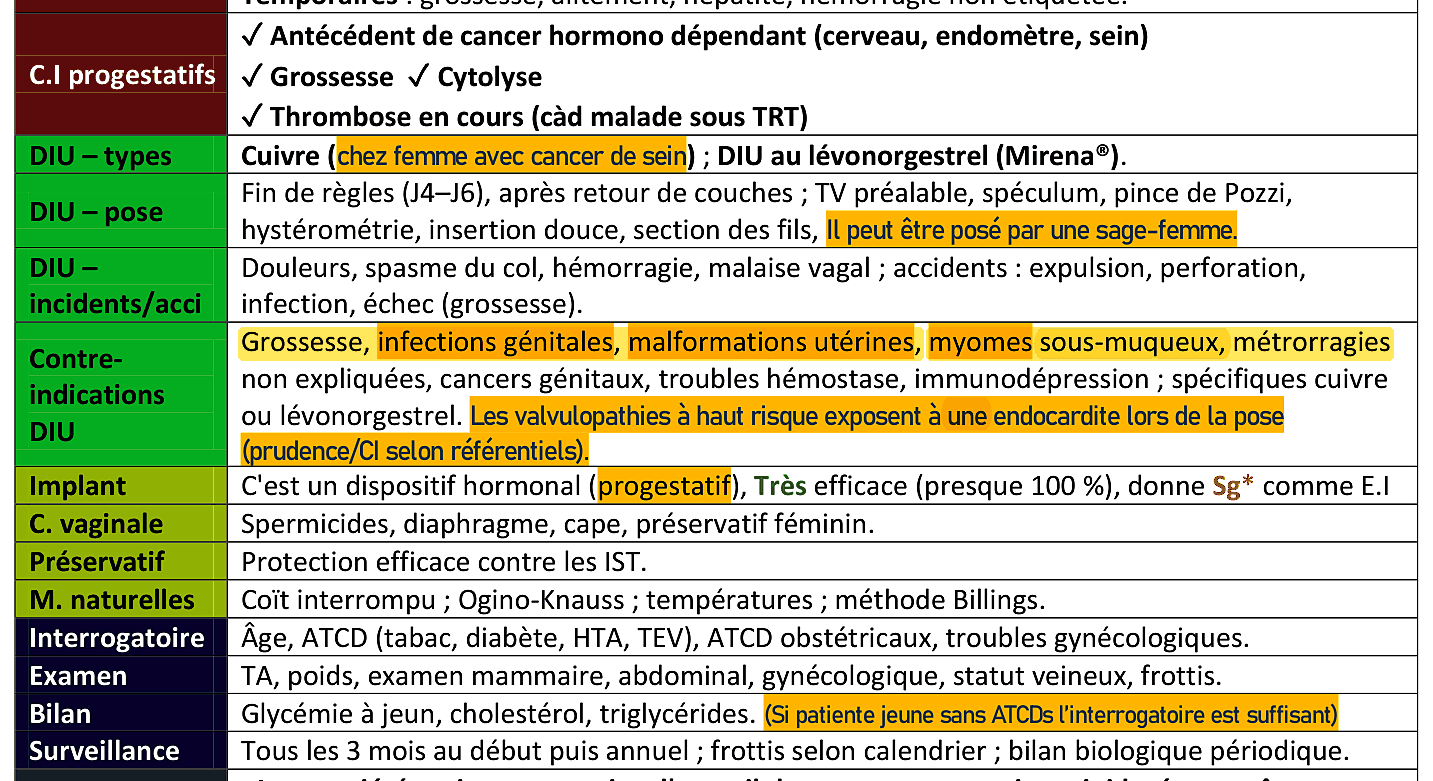 Temporaires : grossesse, allaitement, hépatite, hémorragie non étiquetée.
C.I progestatifs
✓ Antécédent de cancer hormono dépendant (cerveau, endomètre, sein)
✓ Grossesse ✓ Cytolyse
✓ Thrombose en cours (càd malade sous TRT)
DIU – types
Cuivre (chez femme avec cancer de sein) ; DIU au lévonorgestrel (Mirena®).
DIU – pose
Fin de règles (J4–J6), après retour de couches ; TV préalable, spéculum, pince de Pozzi,
hystérométrie, insertion douce, section des fils, Il peut être posé par une sage-femme.
DIU –
incidents/acci
Douleurs, spasme du col, hémorragie, malaise vagal ; accidents : expulsion, perforation,
infection, échec (grossesse).
Contre-
indications
DIU
Grossesse, infections génitales, malformations utérines, myomes sous-muqueux, métrorragies
non expliquées, cancers génitaux, troubles hémostase, immunodépression ; spécifiques cuivre
ou lévonorgestrel. Les valvulopathies à haut risque exposent à une endocardite lors de la pose
(prudence/CI selon référentiels).
Implant
C'est un dispositif hormonal (progestatif), Très efficace (presque 100 %), donne Sg* comme E.I
C. vaginale
Spermicides, diaphragme, cape, préservatif féminin.
Préservatif
Protection efficace contre les IST.
M. naturelles
Coït interrompu ; Ogino-Knauss ; températures ; méthode Billings.
Interrogatoire
Âge, ATCD (tabac, diabète, HTA, TEV), ATCD obstétricaux, troubles gynécologiques.
Examen
TA, poids, examen mammaire, abdominal, gynécologique, statut veineux, frottis.
Bilan
Glycémie à jeun, cholestérol, triglycérides. (Si patiente jeune sans ATCDs l'interrogatoire est suffisant)
Surveillance
Tous les 3 mois au début puis annuel ; frottis selon calendrier ; bilan biologique périodique.